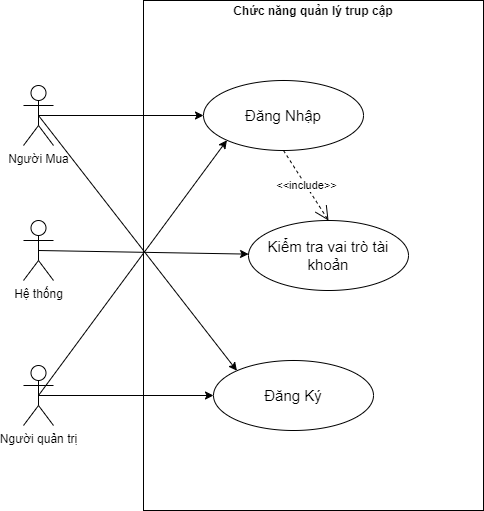 Chức năng quản lý trup cập
Đăng Nhập
Người Mua
<<include>>
Kiểm tra vai trò tài
khoản
Hệ thống
Đăng Ký
Người quản trị